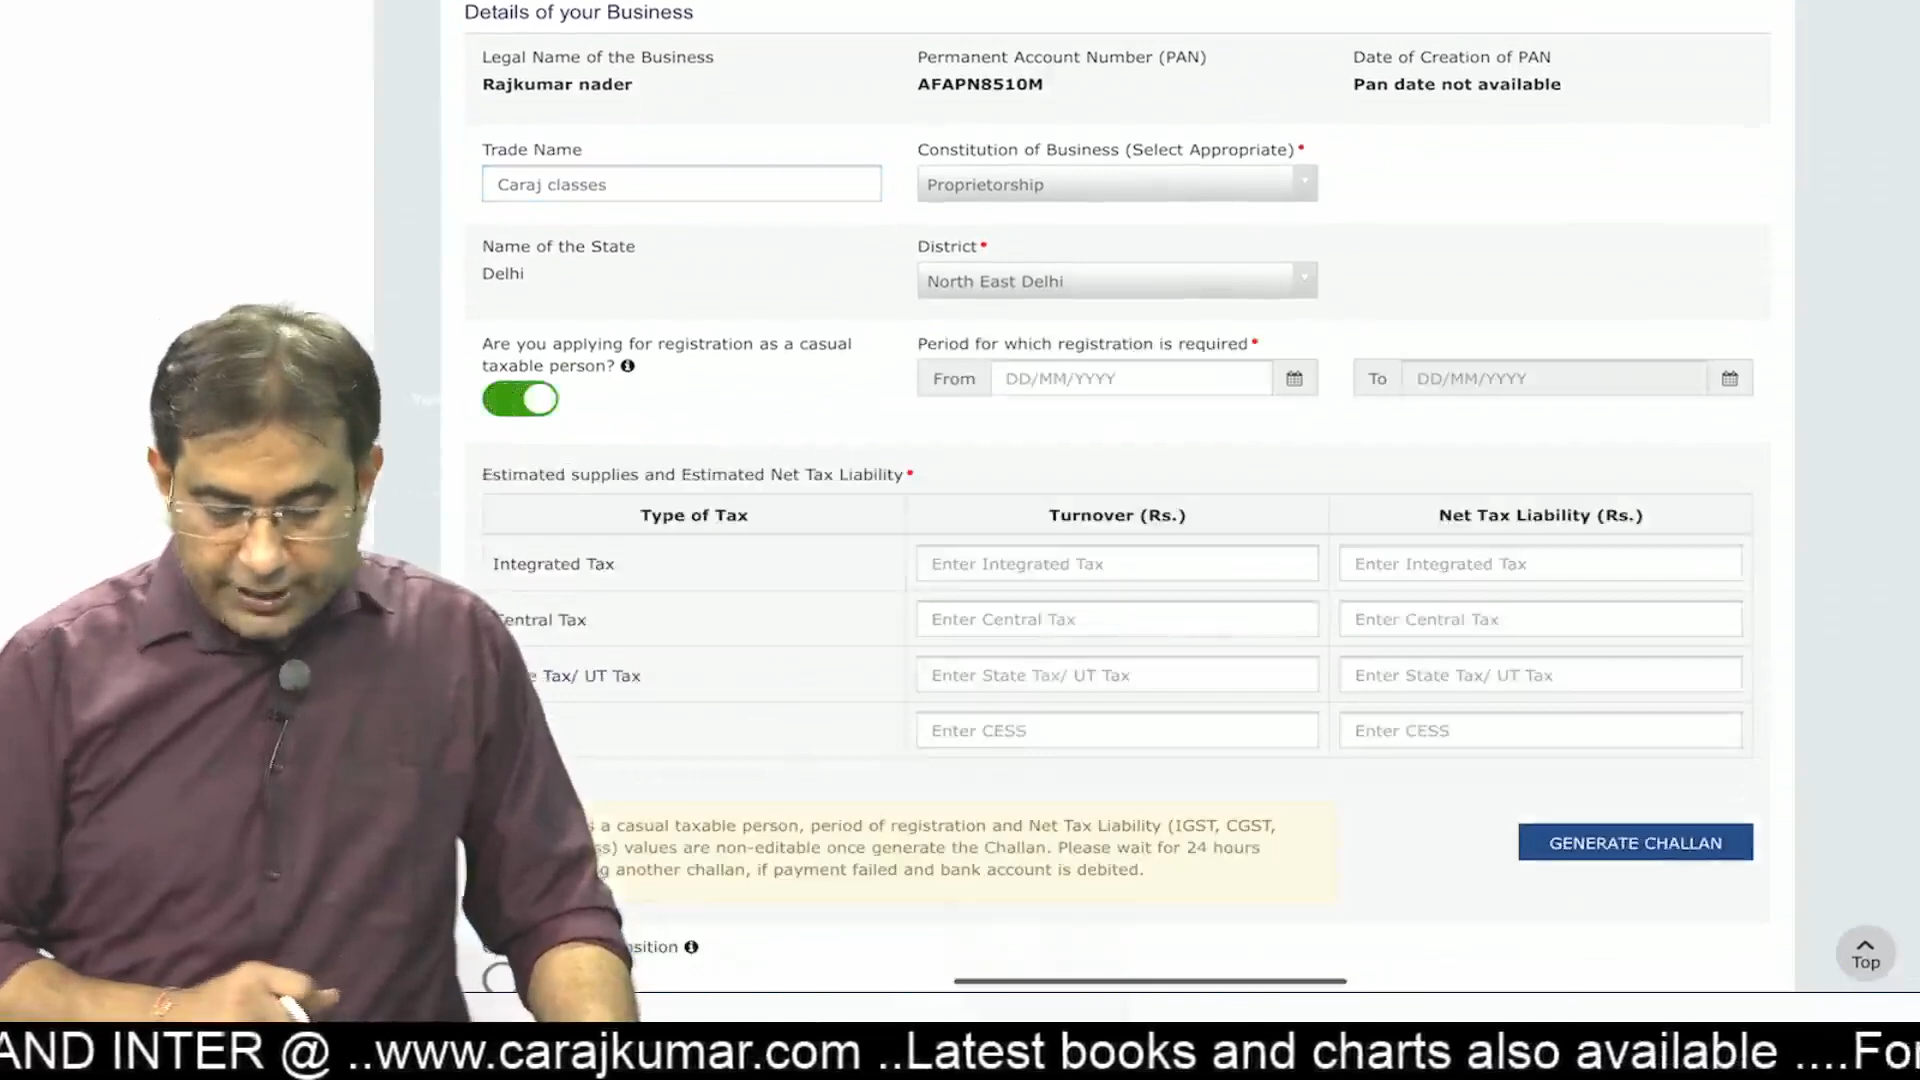 Details of your Business
Legal Name of the Business
Permanent Account Number (PAN)
Date of Creation of PAN
Rajkumar nader
AFAPN8510M
Pan date not available
Trade Name
Constitution of Business (Select Appropriate)*
Caraj classes
Proprietorship
Name of the State
District*
Delhi
North East Delhi
Are you applying for registration as a casual
taxable person?
Period for which registration is required*
From DD/MM/YYYY
To DD/MM/YYYY
Estimated supplies and Estimated Net Tax Liability*
Type of Tax
Turnover (Rs.)
Net Tax Liability (Rs.)
Integrated Tax
Enter Integrated Tax
Enter Integrated Tax
entral Tax
Enter Central Tax
Enter Central Tax
e Tax/ UT Tax
Enter State Tax/ UT Tax
Enter State Tax/ UT Tax
Enter CESS
Enter CESS
a casual taxable person, period of registration and Net Tax Liability (IGST, CGST,
ss) values are non-editable once generate the Challan. Please wait for 24 hours
g another challan, if payment failed and bank account is debited.
GENERATE CHALLAN
sition
Top
AND INTER @ ..www.carajkumar.com ..Latest books and charts also available ....For